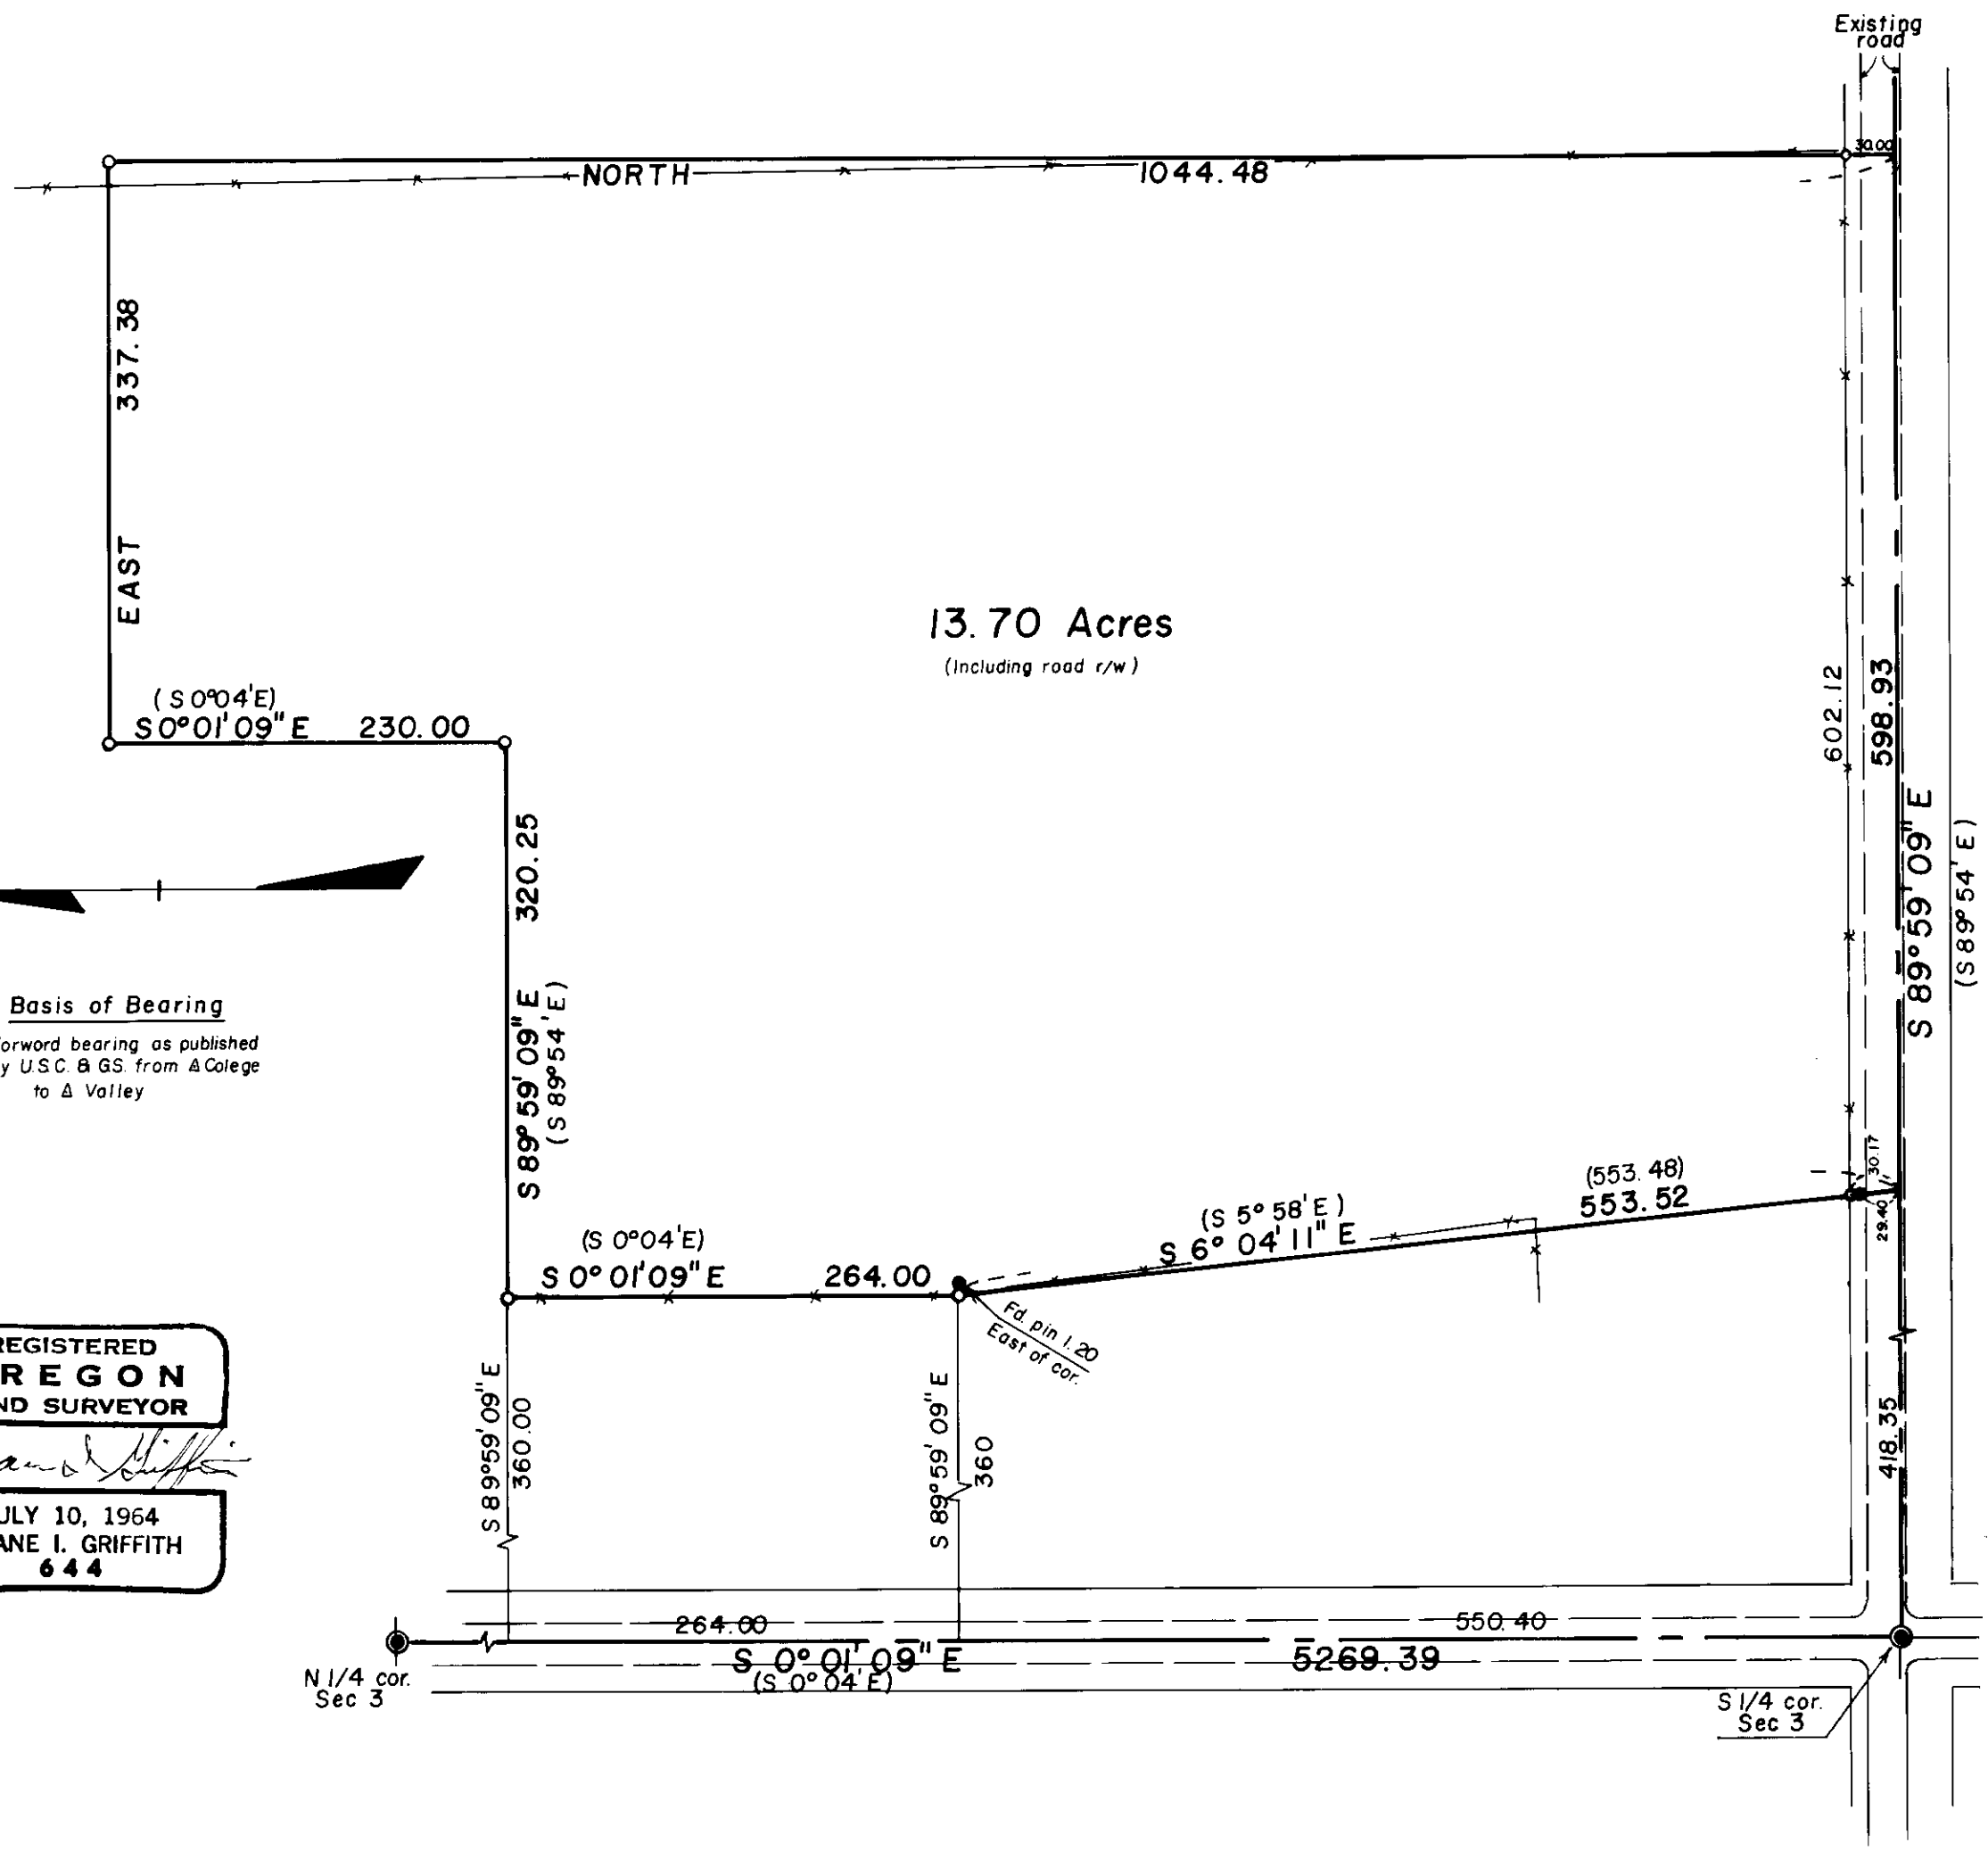 Existing
road
30.00
NORTH 1044.48
337.38
EAST
13.70 Acres
(Including road r/w)
(S 0°04'E)
S 0°01'09" E 230.00
602.12
598.93
S 89°59'09" E
(S 89°54'E)
320.25
S 89°59'09" E
(S 89°54'E)
Basis of Bearing
orword bearing as published
y U.S.C. & G.S. from Δ Colege
to Δ Valley
(S 0°04'E)
S 0°01'09" E 264.00
(S 5°58'E)
S 6°04'11" E
(553.48)
553.52
30.17
29.40
Fd. pin 1.20
East of cor.
REGISTERED
REGON
ND SURVEYOR
ULY 10, 1964
ANE I. GRIFFITH
644
S 89°59'09" E
360.00
S 89°59'09" E
360
418.35
264.00
550.40
S 0°01'09" E 5269.39
(S 0°04'E)
N 1/4 cor.
Sec 3
S 1/4 cor.
Sec 3